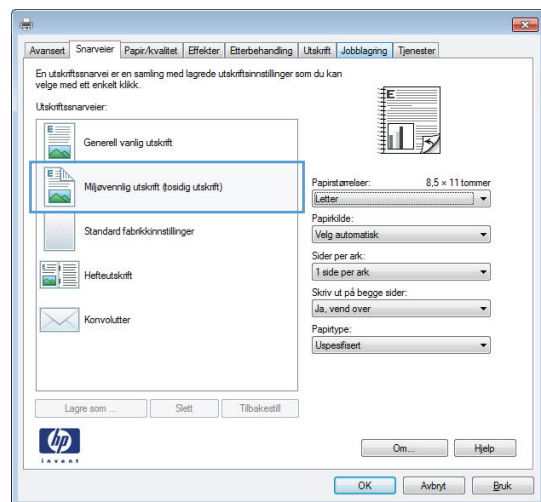 Avansert Snarveier Papir/kvalitet Effekter Etterbehandling Utskrift Jobblagring Tjenester
En utskriftssnarvei er en samling med lagrede utskriftsinnstillinger som du kan
velge med ett enkelt klikk.
Utskriftssnarveier:
E
Generell vanlig utskrift
E
Miljøvennlig utskrift (tosidig utskrift)
Standard fabrikkinnstillinger
Hefteutskrift
Konvolutter
E
Papirstørrelser: 8,5 × 11 tommer
Letter
Papirkilde:
Velg automatisk
Sider per ark:
1 side per ark
Skriv ut på begge sider:
Ja, vend over
Papirtype:
Uspesifisert
Lagre som ... Slett Tilbakestill
hp
invent
Om... Hjelp
OK Avbryt Bruk